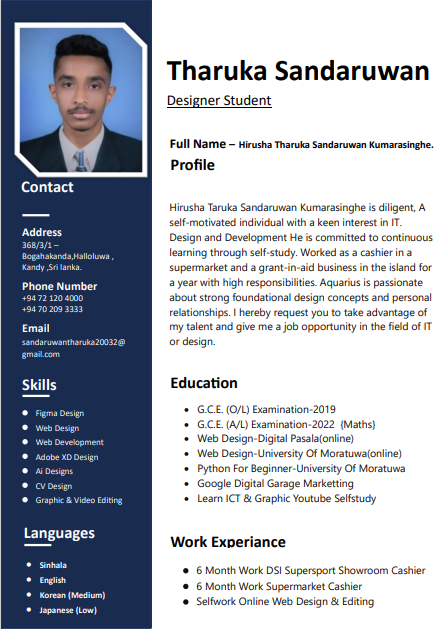 Tharuka Sandaruwan
Designer Student
Full Name – Hirusha Tharuka Sandaruwan Kumarasinghe.
Profile
Hirusha Taruka Sandaruwan Kumarasinghe is diligent, A
self-motivated individual with a keen interest in IT.
Design and Development He is committed to continuous
learning through self-study. Worked as a cashier in a
supermarket and a grant-in-aid business in the island for
a year with high responsibilities. Aquarius is passionate
about strong foundational design concepts and personal
relationships. I hereby request you to take advantage of
my talent and give me a job opportunity in the field of IT
or design.
Education
• G.C.E. (O/L) Examination-2019
• G.C.E. (A/L) Examination-2022 {Maths}
• Web Design-Digital Pasala(online)
• Web Design-University Of Moratuwa(online)
• Python For Beginner-University Of Moratuwa
• Google Digital Garage Marketting
• Learn ICT & Graphic Youtube Selfstudy
Work Experiance
• 6 Month Work DSI Supersport Showroom Cashier
• 6 Month Work Supermarket Cashier
• Selfwork Online Web Design & Editing
Contact
Address
368/3/1 –
Bogahakanda,Halloluwa ,
Kandy ,Sri lanka.
Phone Number
+94 72 120 4000
+94 70 209 3333
Email
sandaruwantharuka20032@
gmail.com
Skills
• Figma Design
• Web Design
• Web Development
• Adobe XD Design
• Ai Designs
• CV Design
• Graphic & Video Editing
Languages
• Sinhala
• English
• Korean (Medium)
• Japanese (Low)